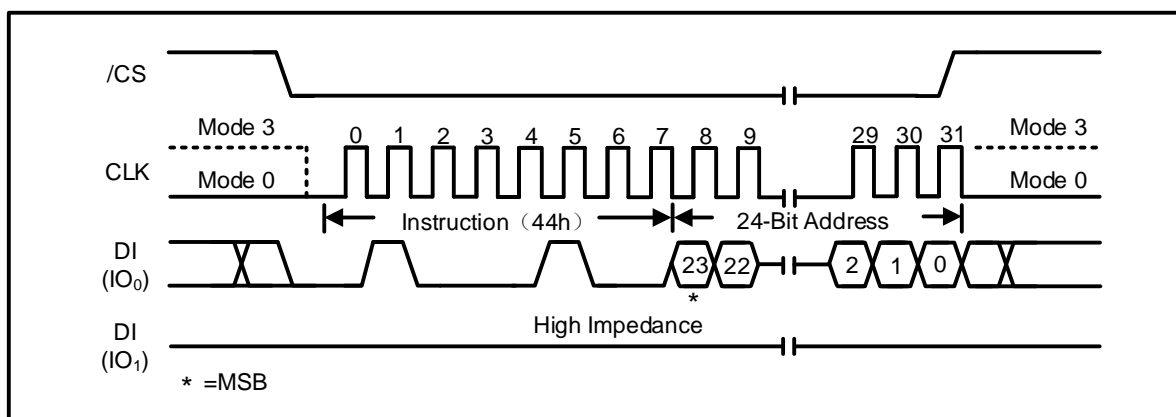 /CS
Mode 3
0 1 2 3 4 5 6 7 8 9
29 30 31
Mode 3
CLK
Mode 0
Mode 0
Instruction（44h）
24-Bit Address
DI
(IO₀)
23 22
2 1 0
*
High Impedance
DI
(IO₁)
* =MSB